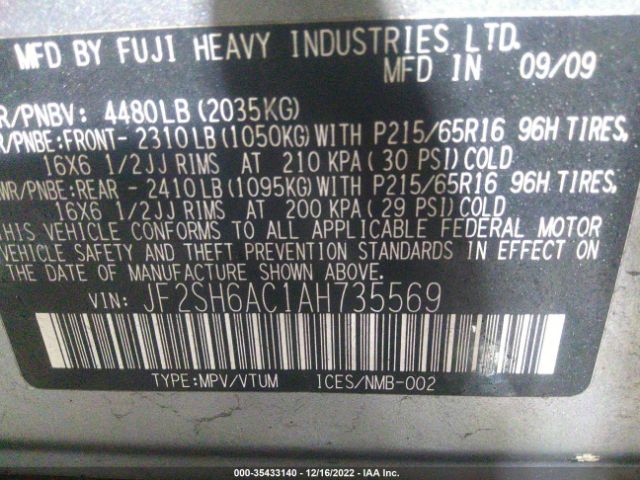 MFD BY FUJI HEAVY INDUSTRIES LTD.
MFD IN 09/09
R/PNBV: 4480LB(2035KG)
R/PNBE:FRONT- 2310LB(1050KG)WITH P215/65R16 96H TIRES,
16X6 1/2JJ RIMS AT 210 KPA(30 PSI)COLD
WR/PNBE:REAR - 2410LB(1095KG)WITH P215/65R16 96H TIRES,
16X6 1/2JJ RIMS AT 200 KPA(29 PSI)COLD
THIS VEHICLE CONFORMS TO ALL APPLICABLE FEDERAL MOTOR
VEHICLE SAFETY AND THEFT PREVENTION STANDARDS IN EFFECT ON
THE DATE OF MANUFACTURE SHOWN ABOVE.
VIN: JF2SH6AC1AH735569
TYPE:MPV/VTUM ICES/NMB-002
000-35433140 - 12/16/2022 - IAA Inc.